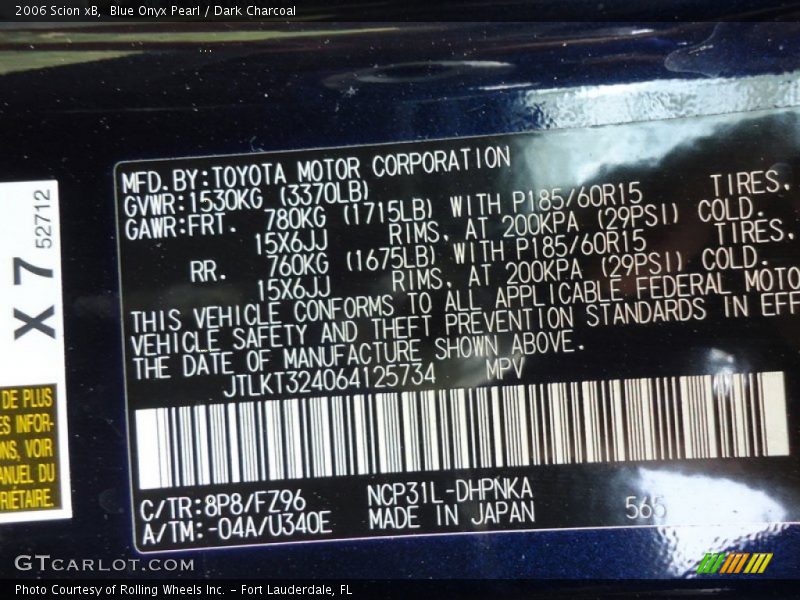 2006 Scion xB, Blue Onyx Pearl / Dark Charcoal
MFD.BY:TOYOTA MOTOR CORPORATION
GVWR:1530KG (3370LB)
GAWR:FRT. 780KG (1715LB) WITH P185/60R15 TIRES,
15X6JJ RIMS, AT 200KPA (29PSI) COLD.
RR. 760KG (1675LB) WITH P185/60R15 TIRES,
15X6JJ RIMS, AT 200KPA (29PSI) COLD.
THIS VEHICLE CONFORMS TO ALL APPLICABLE FEDERAL MOTO
VEHICLE SAFETY AND THEFT PREVENTION STANDARDS IN EFF
THE DATE OF MANUFACTURE SHOWN ABOVE.
JTLKT324064125734 MPV
C/TR:8P8/FZ96 NCP31L-DHPNKA
A/TM:-04A/U340E MADE IN JAPAN 565
X 7
52712
DE PLUS
ES INFOR-
ONS, VOIR
ANUEL DU
RIÉTAIRE.
GTCARLOT.COM
Photo Courtesy of Rolling Wheels Inc. – Fort Lauderdale, FL